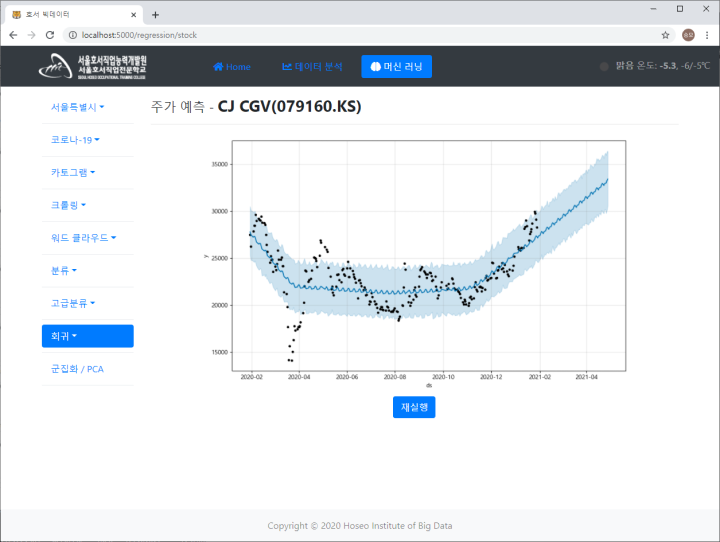 호서 빅데이터
localhost:5000/regression/stock
서울호서직업능력개발원
서울호서직업전문학교
SEOUL HOSEO OCCUPATIONAL TRAINING COLLEGE
Home
데이터 분석
머신 러닝
맑음 온도: -5.3, -6/-5℃
서울특별시
코로나-19
카토그램
크롤링
워드 클라우드
분류
고급분류
회귀
군집화 / PCA
주가 예측 - CJ CGV(079160.KS)
35000
30000
25000
20000
15000
y
2020-02 2020-04 2020-06 2020-08 2020-10 2020-12 2021-02 2021-04
ds
재실행
Copyright © 2020 Hoseo Institute of Big Data